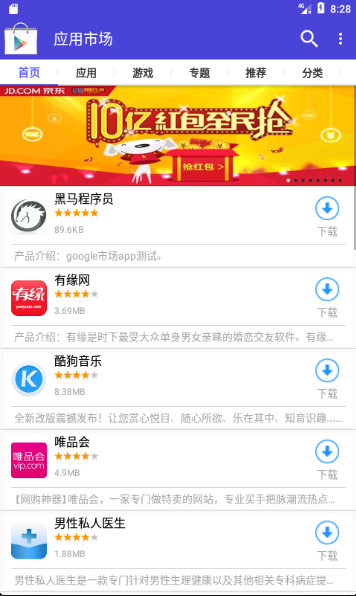 4G 8:28
应用市场
首页 应用 游戏 专题 推荐 分类
JD.COM 京东
10亿红包全民抢
抢红包 >
黑马程序员
89.6KB
下载
产品介绍：google市场app测试。
有缘
有缘网
3.69MB
下载
产品介绍：有缘是时下最受大众单身男女亲睐的婚恋交友软件。有缘…
K
酷狗音乐
8.38MB
下载
全新改版震撼发布！让您赏心悦目、随心所欲、乐在其中、知音识趣……
唯品会
vip.com
唯品会
4.9MB
下载
【网购神器】唯品会，一家专门做特卖的网站，专业买手把脉潮流热点…
男性私人医生
1.88MB
下载
男性私人医生是一款专门针对男性生理健康以及其他相关专科病症提…